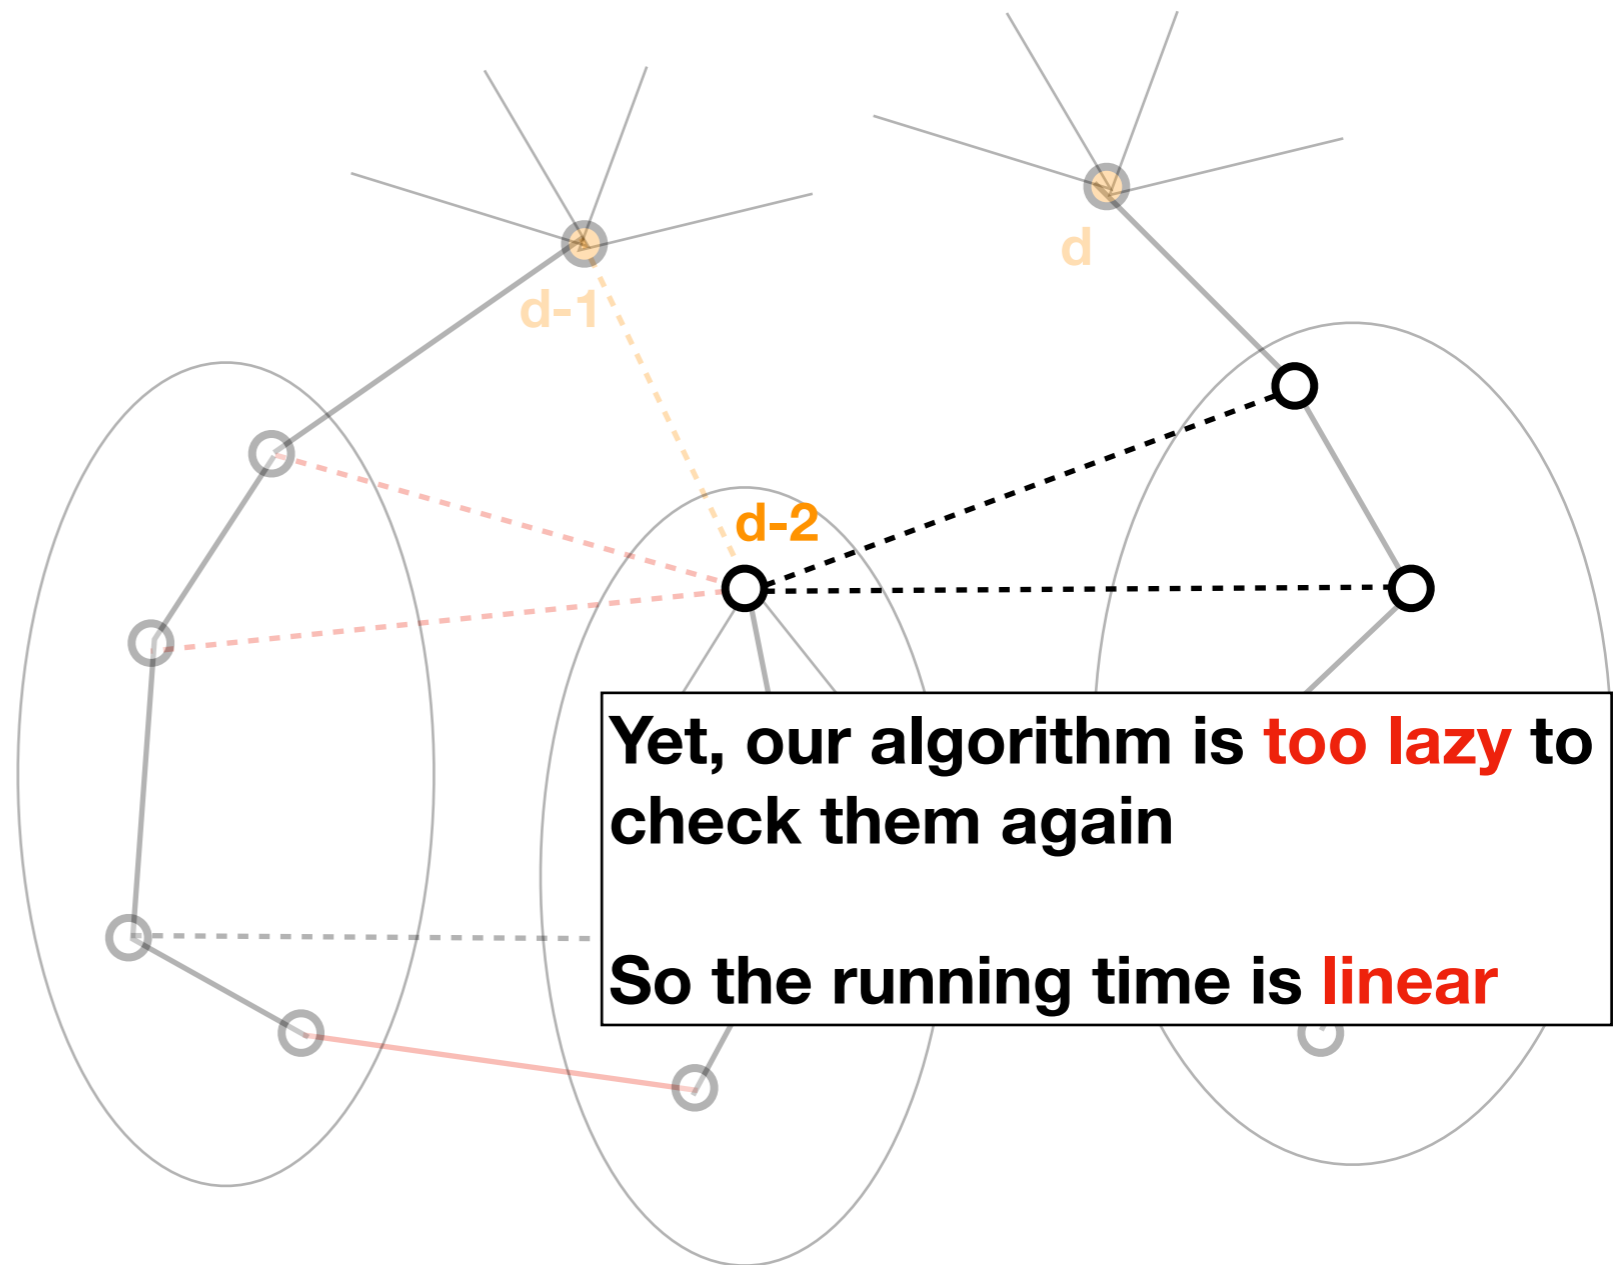 d
d-1
d-2
Yet, our algorithm is too lazy to
check them again
So the running time is linear